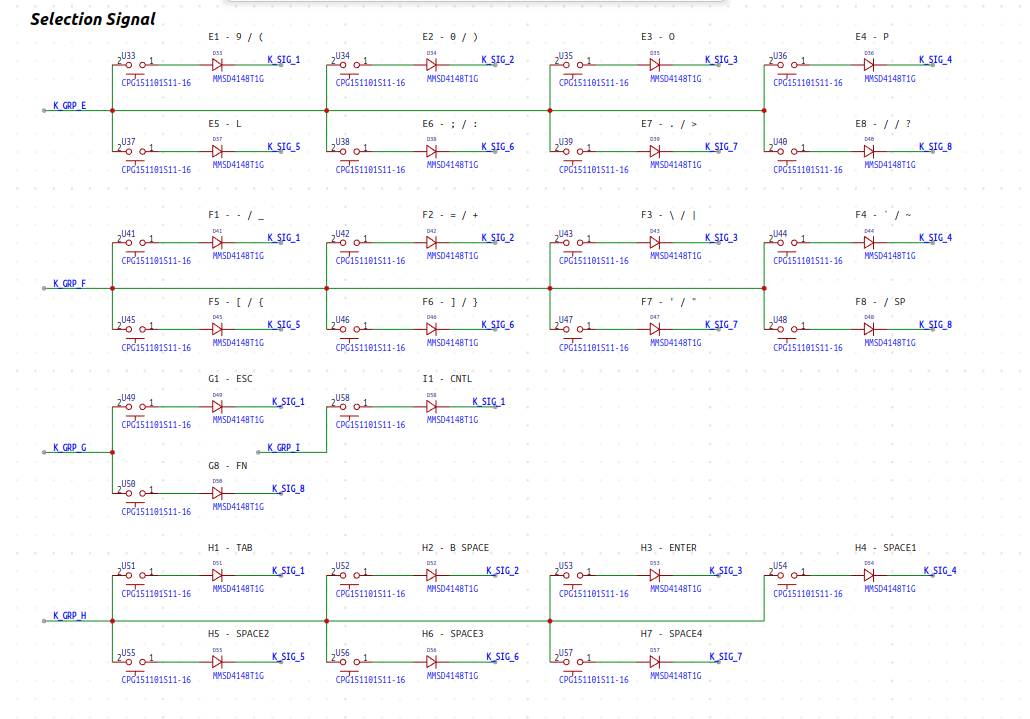 Selection Signal
E1 - 9 / ( E2 - 0 / ) E3 - O E4 - P
U33 D33 K_SIG_1 U34 D34 K_SIG_2 U35 D35 K_SIG_3 U36 D36 K_SIG_4
2 1 2 1 2 1 2 1
CPG151101S11-16 MMSD4148T1G CPG151101S11-16 MMSD4148T1G CPG151101S11-16 MMSD4148T1G CPG151101S11-16 MMSD4148T1G
K_GRP_E
E5 - L E6 - ; / : E7 - . / > E8 - / / ?
U37 D37 K_SIG_5 U38 D38 K_SIG_6 U39 D39 K_SIG_7 U40 D40 K_SIG_8
2 1 2 1 2 1 2 1
CPG151101S11-16 MMSD4148T1G CPG151101S11-16 MMSD4148T1G CPG151101S11-16 MMSD4148T1G CPG151101S11-16 MMSD4148T1G
F1 - - / _ F2 - = / + F3 - \ / | F4 - ` / ~
U41 D41 K_SIG_1 U42 D42 K_SIG_2 U43 D43 K_SIG_3 U44 D44 K_SIG_4
2 1 2 1 2 1 2 1
CPG151101S11-16 MMSD4148T1G CPG151101S11-16 MMSD4148T1G CPG151101S11-16 MMSD4148T1G CPG151101S11-16 MMSD4148T1G
K_GRP_F
F5 - [ / { F6 - ] / } F7 - ' / " F8 - / SP
U45 D45 K_SIG_5 U46 D46 K_SIG_6 U47 D47 K_SIG_7 U48 D48 K_SIG_8
2 1 2 1 2 1 2 1
CPG151101S11-16 MMSD4148T1G CPG151101S11-16 MMSD4148T1G CPG151101S11-16 MMSD4148T1G CPG151101S11-16 MMSD4148T1G
G1 - ESC I1 - CNTL
U49 D49 K_SIG_1 U58 D58 K_SIG_1
2 1 2 1
CPG151101S11-16 MMSD4148T1G CPG151101S11-16 MMSD4148T1G
K_GRP_G K_GRP_I
G8 - FN
U50 D50 K_SIG_8
2 1
CPG151101S11-16 MMSD4148T1G
H1 - TAB H2 - B SPACE H3 - ENTER H4 - SPACE1
U51 D51 K_SIG_1 U52 D52 K_SIG_2 U53 D53 K_SIG_3 U54 D54 K_SIG_4
2 1 2 1 2 1 2 1
CPG151101S11-16 MMSD4148T1G CPG151101S11-16 MMSD4148T1G CPG151101S11-16 MMSD4148T1G CPG151101S11-16 MMSD4148T1G
K_GRP_H
H5 - SPACE2 H6 - SPACE3 H7 - SPACE4
U55 D55 K_SIG_5 U56 D56 K_SIG_6 U57 D57 K_SIG_7
2 1 2 1 2 1
CPG151101S11-16 MMSD4148T1G CPG151101S11-16 MMSD4148T1G CPG151101S11-16 MMSD4148T1G